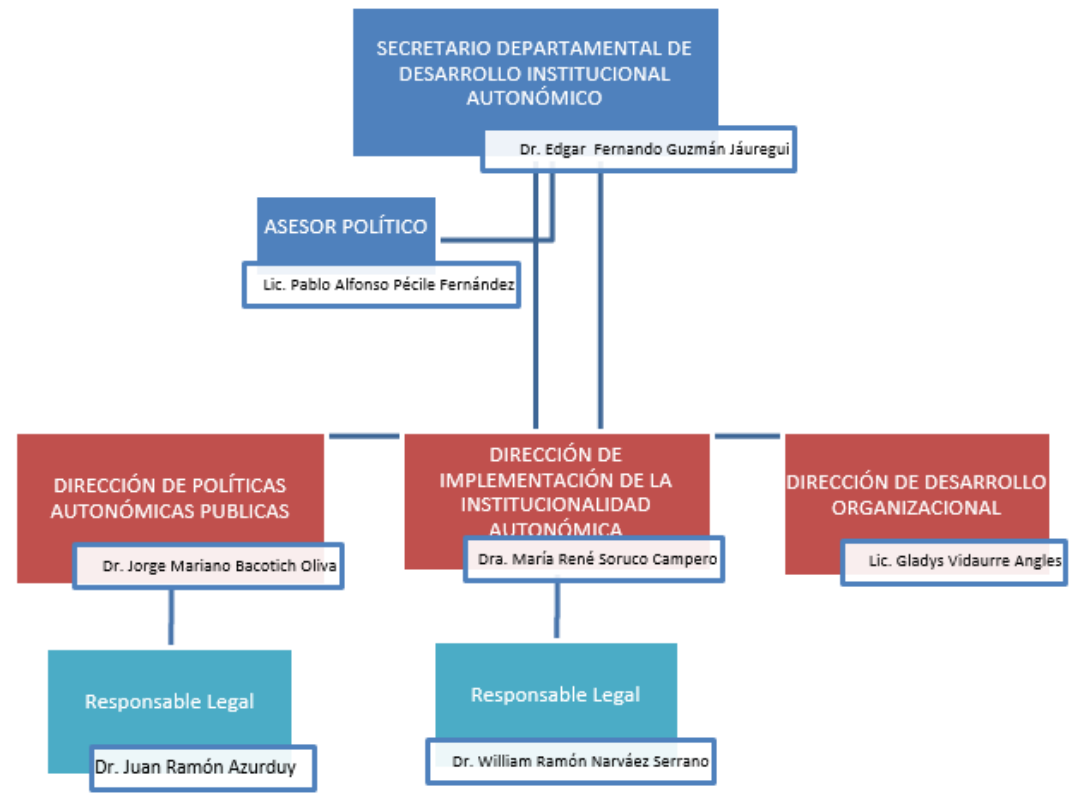 SECRETARIO DEPARTAMENTAL DE
DESARROLLO INSTITUCIONAL
AUTONÓMICO
Dr. Edgar Fernando Guzmán Jáuregui
ASESOR POLÍTICO
Lic. Pablo Alfonso Pécile Fernández
DIRECCIÓN DE POLÍTICAS
AUTONÓMICAS PUBLICAS
Dr. Jorge Mariano Bacotich Oliva
DIRECCIÓN DE
IMPLEMENTACIÓN DE LA
INSTITUCIONALIDAD
AUTONÓMICA
Dra. María René Soruco Campero
DIRECCIÓN DE DESARROLLO
ORGANIZACIONAL
Lic. Gladys Vidaurre Angles
Responsable Legal
Dr. Juan Ramón Azurduy
Responsable Legal
Dr. William Ramón Narváez Serrano